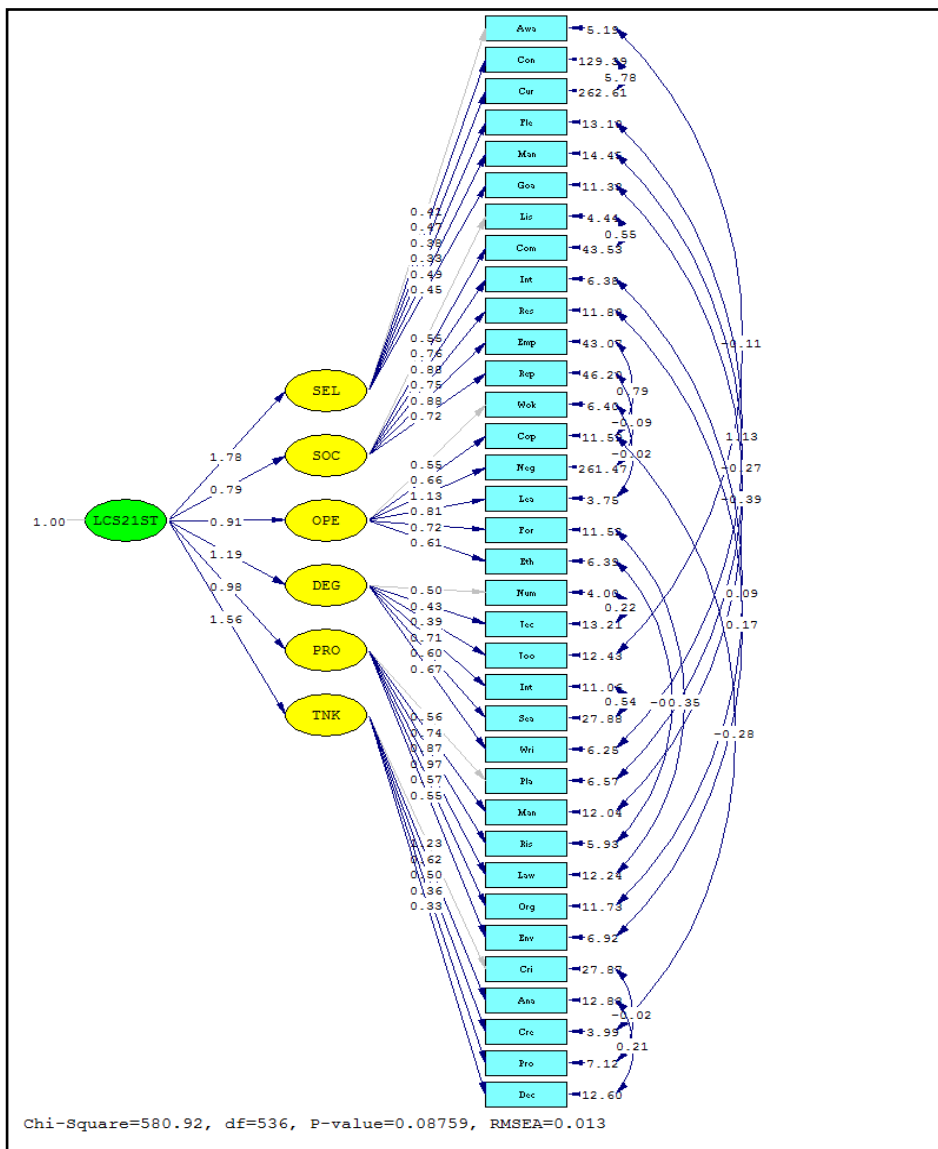 Awa 5.19
Con 129.39
5.78
Cur 262.61
Fle 13.19
Man 14.45
Goa 11.38
0.41
Lis 4.44
0.47
0.55
0.38
Com 43.53
0.33
0.49
Int 6.38
0.45
Res 11.89
0.55
Emp 43.07
-0.11
0.76
0.88
Rep 46.20
0.75
SEL
0.79
0.88
Wok 6.40
0.72
-0.09
Cop 11.55
1.13
1.78
SOC
-0.02
0.55
Neg 261.47
-0.27
0.66
0.79
1.13
Lea 3.75
-0.39
0.81
1.00 LCS21ST
0.91
OPE
0.72
For 11.53
0.61
1.19
Eth 6.39
DEG
0.50
Num 4.06
0.09
0.98
0.43
0.22
0.39
Tec 13.21
0.17
1.56
0.71
PRO
0.60
Too 12.43
0.67
Int 11.06
0.54
-00.35
TNK
0.56
Sea 27.88
0.74
-0.28
0.87
Wri 6.25
0.97
0.57
Pla 6.57
0.55
Man 12.04
1.23
Ris 5.93
0.62
0.50
Law 12.24
0.36
0.33
Org 11.73
Env 6.92
Cri 27.87
Ana 12.88
-0.02
Cre 3.99
0.21
Pro 7.12
Dec 12.60
Chi-Square=580.92, df=536, P-value=0.08759, RMSEA=0.013